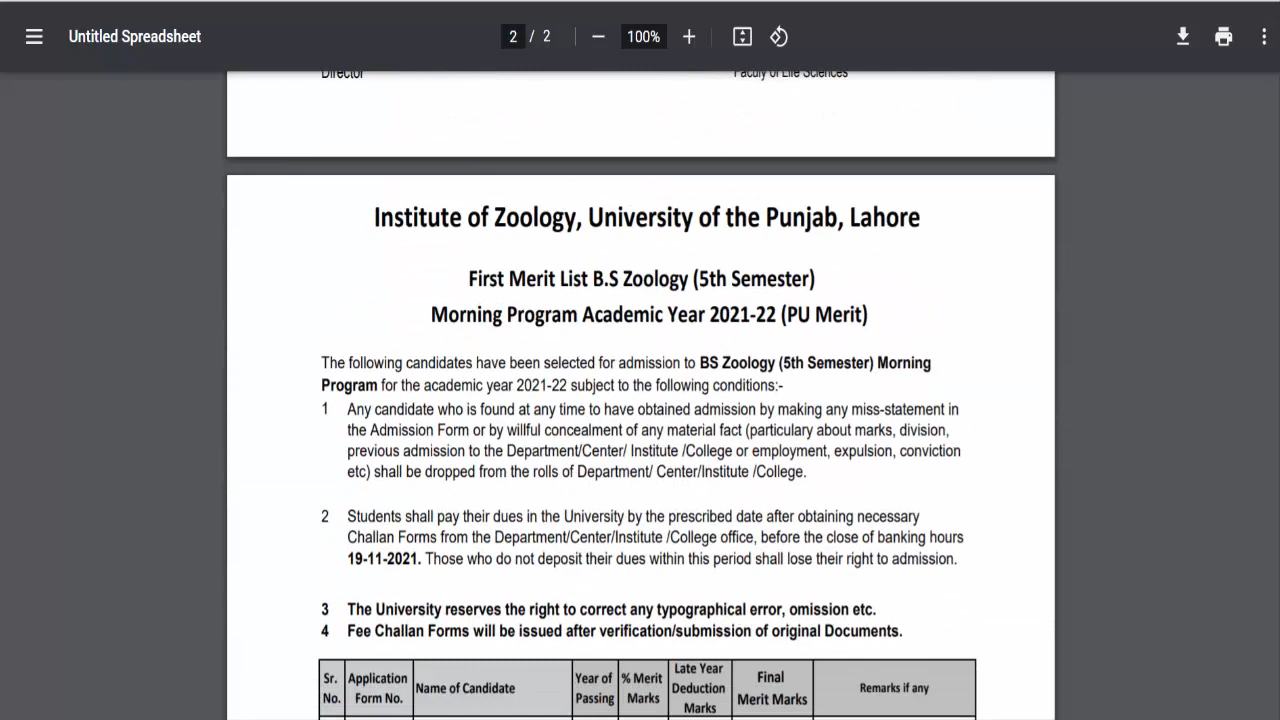 Untitled Spreadsheet
2 / 2
100%
Director
Faculy of Life Sciences
Institute of Zoology, University of the Punjab, Lahore
First Merit List B.S Zoology (5th Semester)
Morning Program Academic Year 2021-22 (PU Merit)
The following candidates have been selected for admission to BS Zoology (5th Semester) Morning
Program for the academic year 2021-22 subject to the following conditions:-
1 Any candidate who is found at any time to have obtained admission by making any miss-statement in
the Admission Form or by willful concealment of any material fact (particulary about marks, division,
previous admission to the Department/Center/ Institute /College or employment, expulsion, conviction
etc) shall be dropped from the rolls of Department/ Center/Institute /College.
2 Students shall pay their dues in the University by the prescribed date after obtaining necessary
Challan Forms from the Department/Center/Institute /College office, before the close of banking hours
19-11-2021. Those who do not deposit their dues within this period shall lose their right to admission.
3 The University reserves the right to correct any typographical error, omission etc.
4 Fee Challan Forms will be issued after verification/submission of original Documents.
Sr. No.
Application Form No.
Name of Candidate
Year of Passing
% Merit Marks
Late Year Deduction Marks
Final Merit Marks
Remarks if any